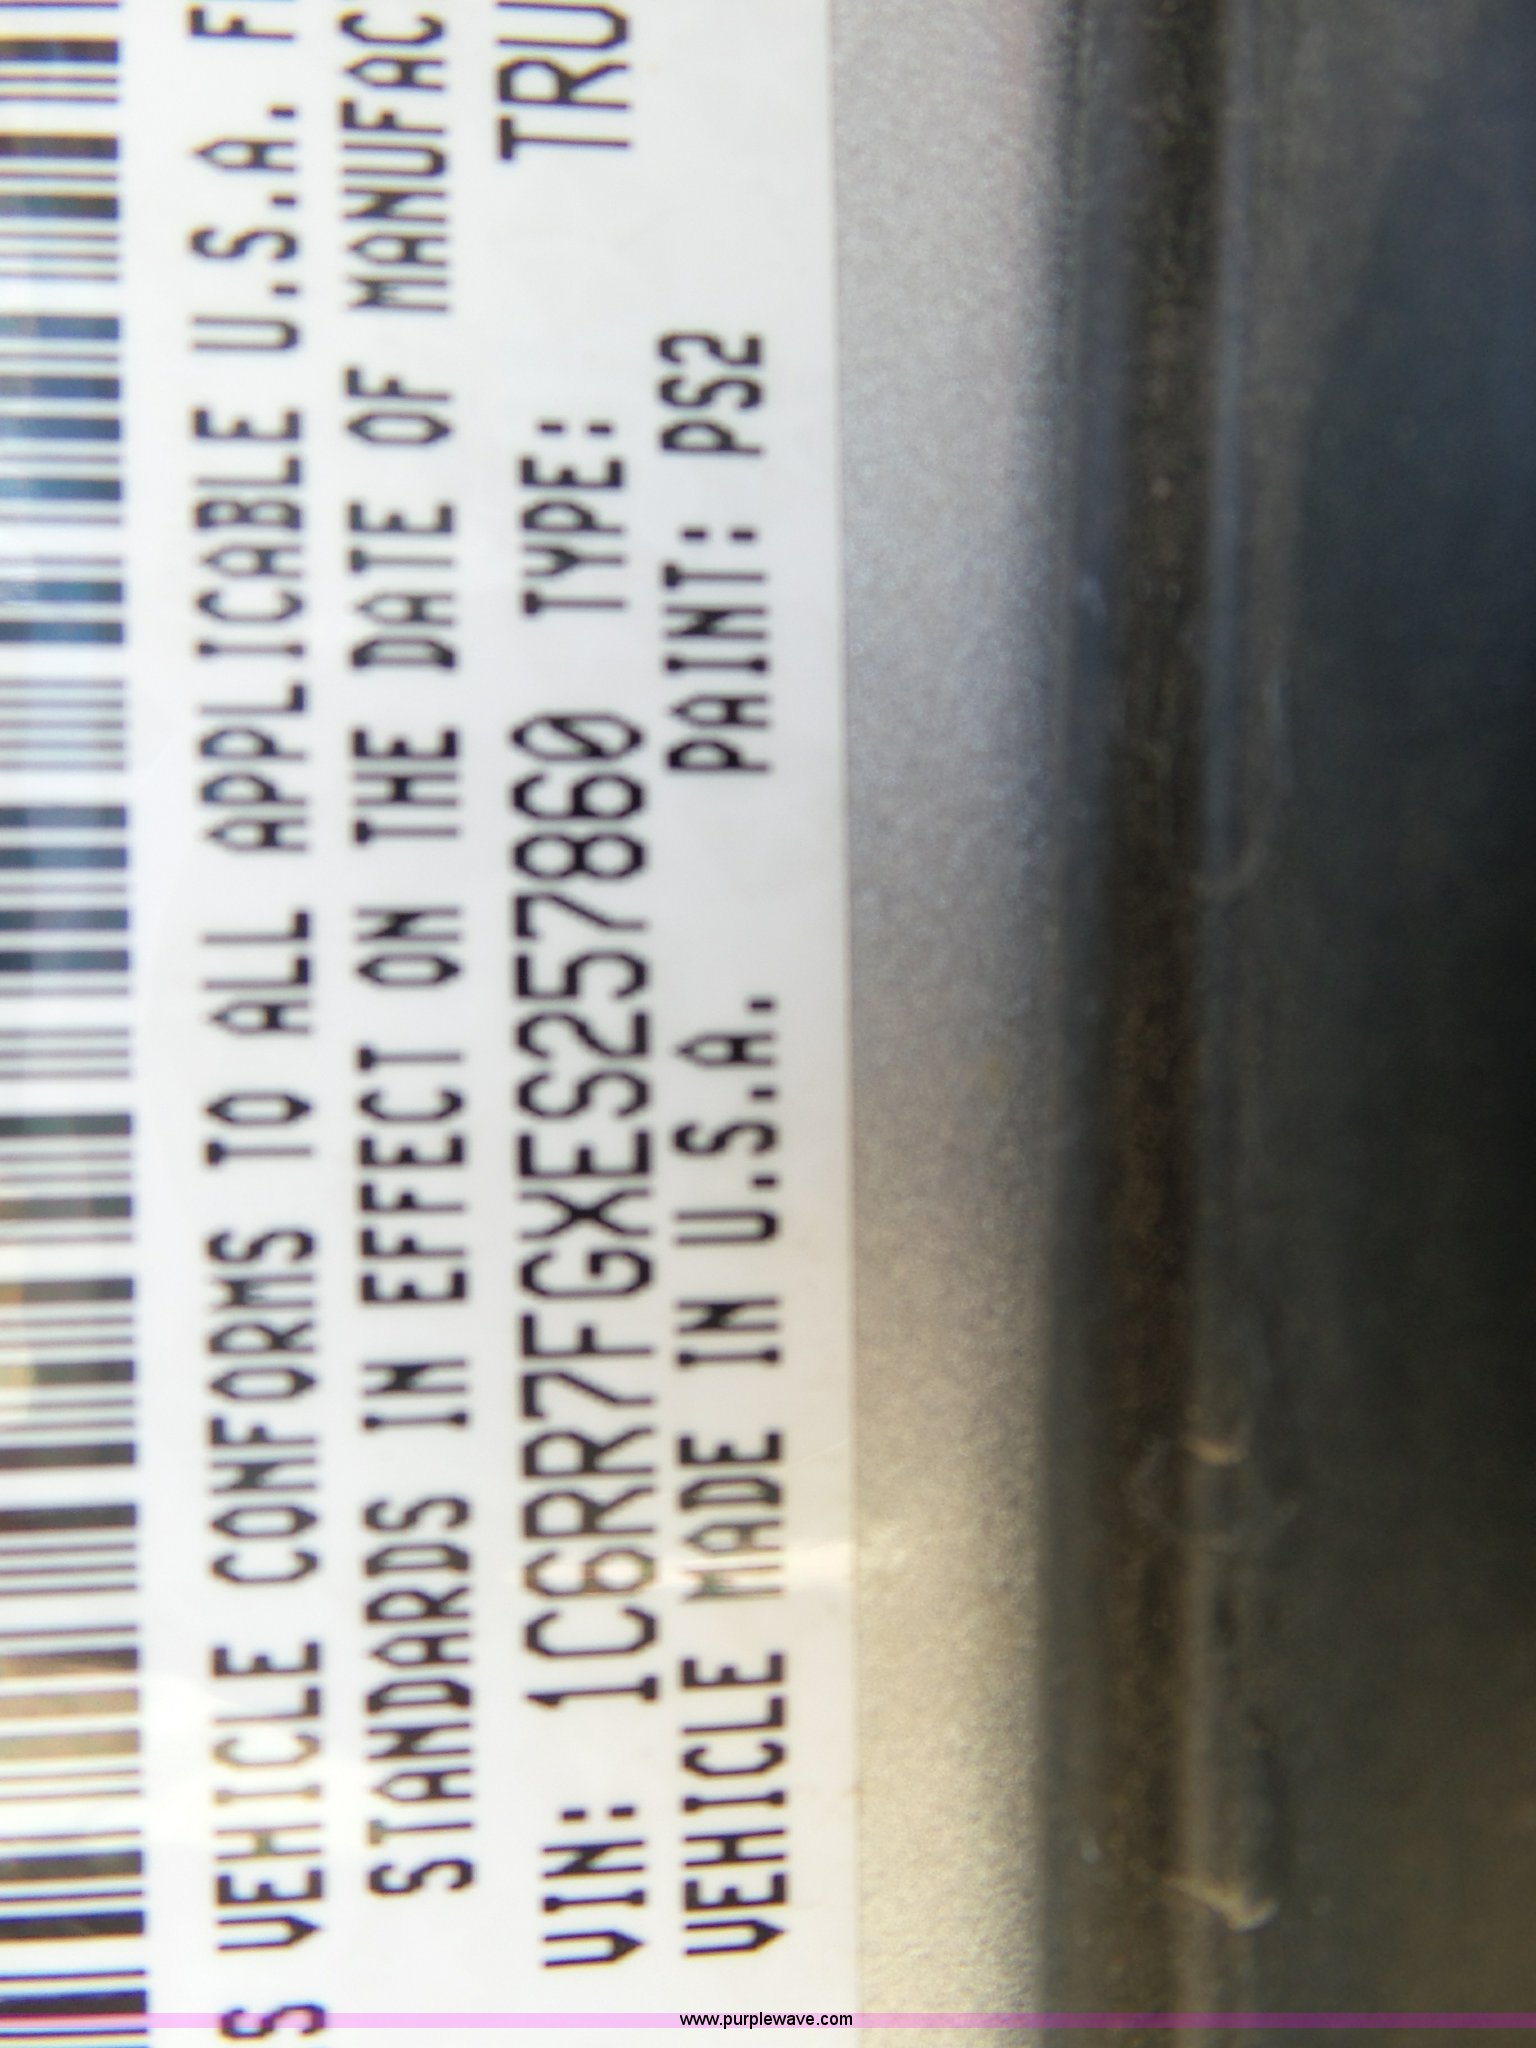 S VEHICLE CONFORMS TO ALL APPLICABLE U.S.A. F
STANDARDS IN EFFECT ON THE DATE OF MANUFAC
VIN: 1C6RR7FGXES257860 TYPE: TRU
VEHICLE MADE IN U.S.A. PAINT: PS2
www.purplewave.com